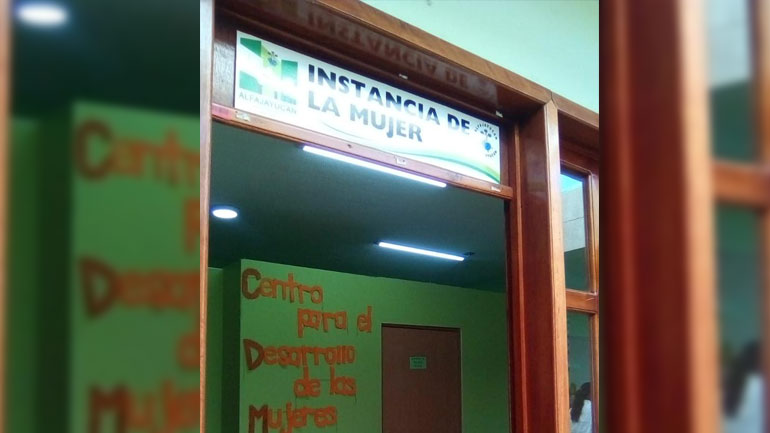 INSTANCIA DE
LA MUJER
ALFAJAYUCAN
Centro
para el
Desarrollo
de las
Mujeres